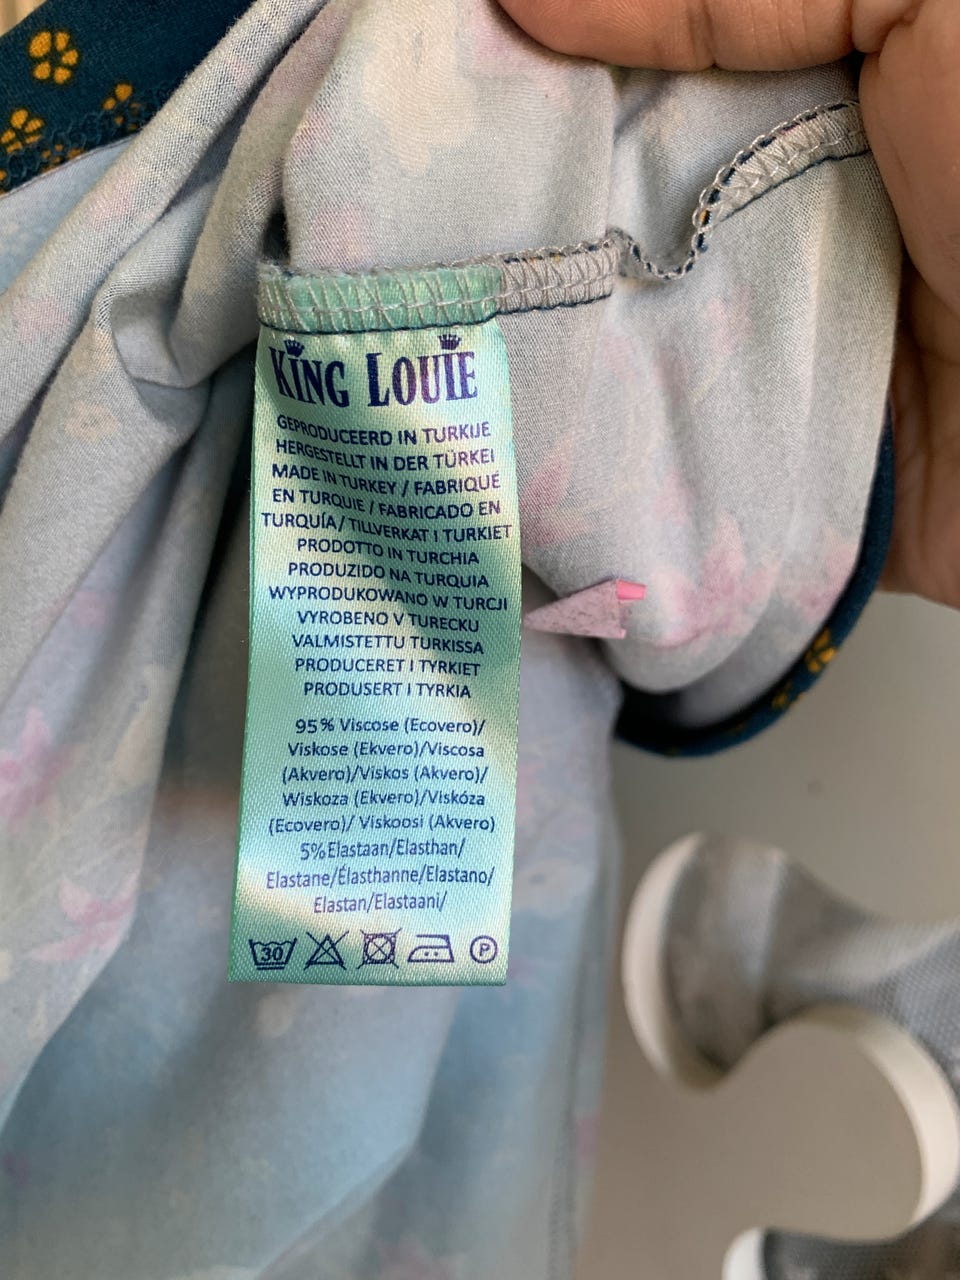 KING LOUIE
GEPRODUCEERD IN TURKIJE
HERGESTELLT IN DER TÜRKEI
MADE IN TURKEY / FABRIQUE
EN TURQUIE / FABRICADO EN
TURQUÍA/ TILLVERKAT I TURKIET
PRODOTTO IN TURCHIA
PRODUZIDO NA TURQUIA
WYPRODUKOWANO W TURCJI
VYROBENO V TURECKU
VALMISTETTU TURKISSA
PRODUCERET I TYRKIET
PRODUSERT I TYRKIA
95% Viscose (Ecovero)/
Viskose (Ekvero)/Viscosa
(Akvero)/Viskos (Akvero)/
Wiskoza (Ekvero)/Viskóza
(Ecovero)/ Viskoosi (Akvero)
5%Elastaan/Elasthan/
Elastane/Élasthanne/Elastano/
Elastan/Elastaani/
30 P